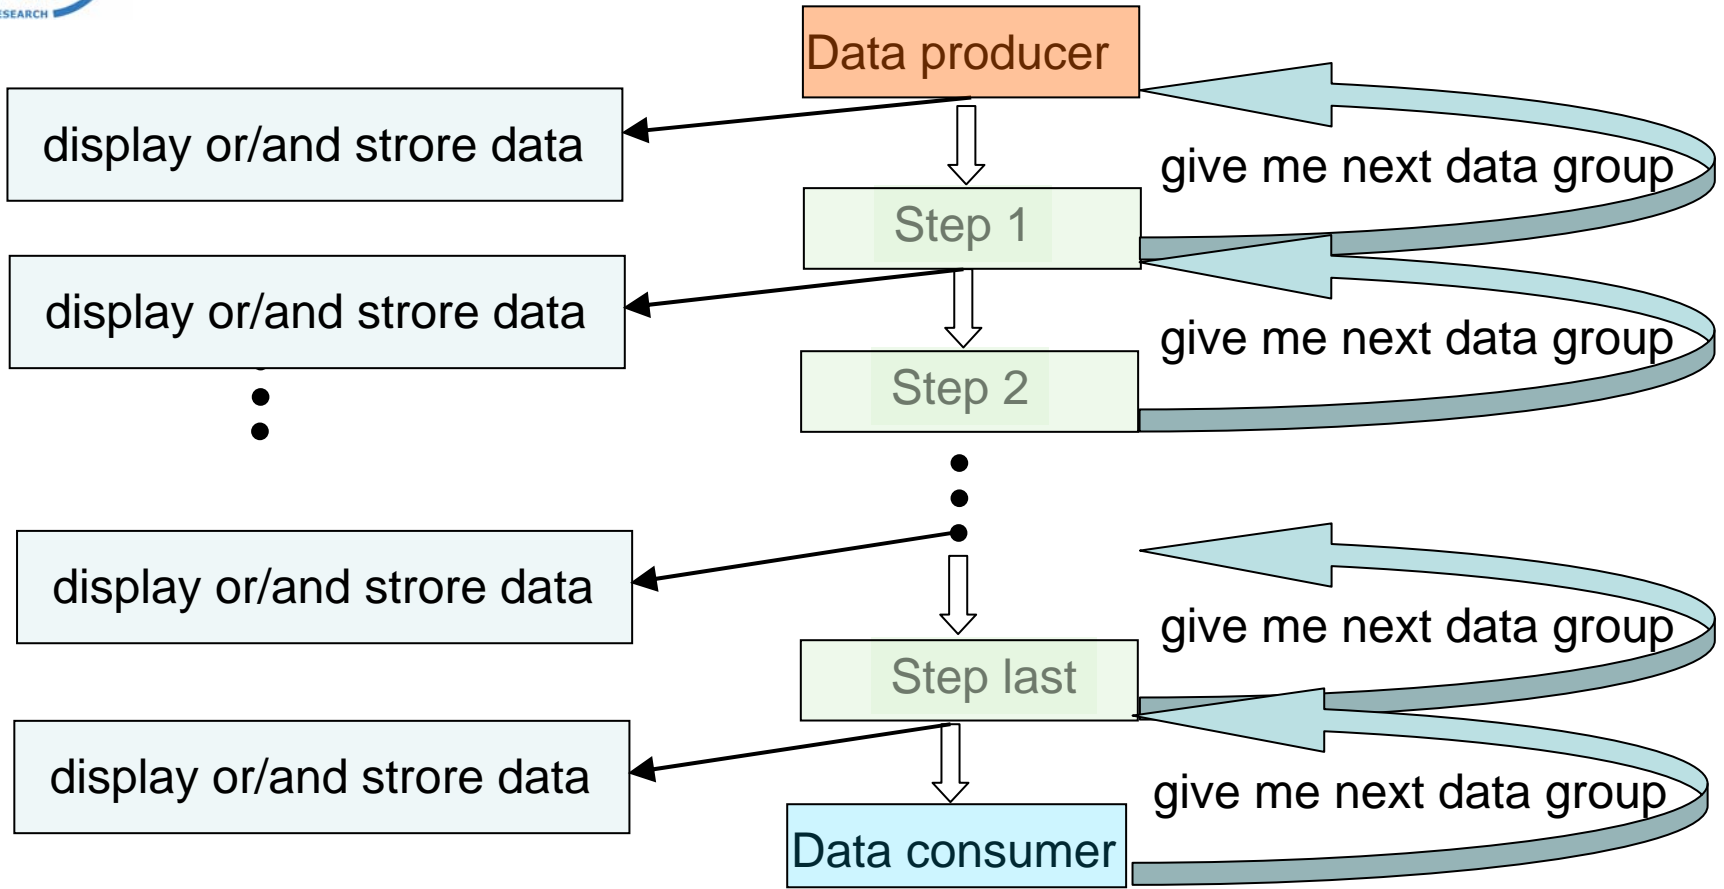 ESEARCH
Data producer
display or/and strore data
give me next data group
Step 1
display or/and strore data
give me next data group
Step 2
display or/and strore data
give me next data group
Step last
display or/and strore data
give me next data group
Data consumer